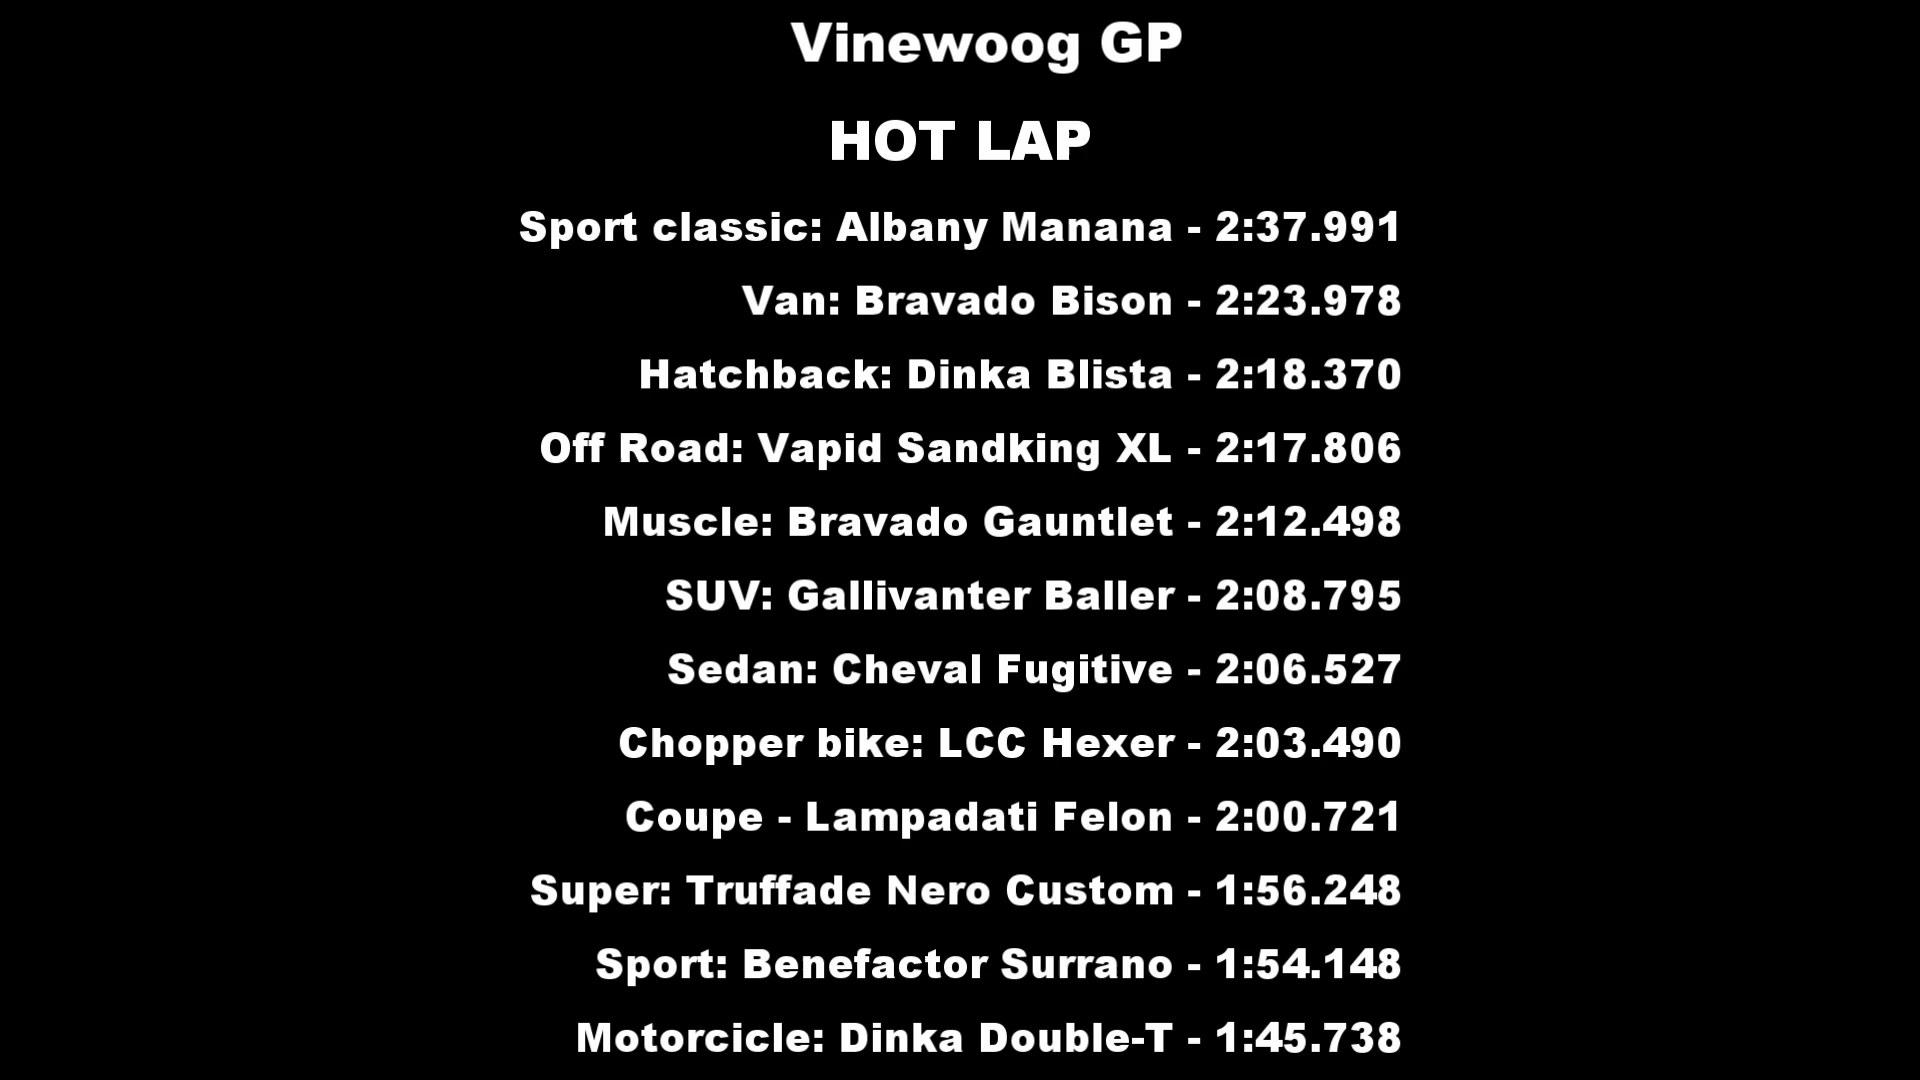 Vinewoog GP
HOT LAP
Sport classic: Albany Manana - 2:37.991
Van: Bravado Bison - 2:23.978
Hatchback: Dinka Blista - 2:18.370
Off Road: Vapid Sandking XL - 2:17.806
Muscle: Bravado Gauntlet - 2:12.498
SUV: Gallivanter Baller - 2:08.795
Sedan: Cheval Fugitive - 2:06.527
Chopper bike: LCC Hexer - 2:03.490
Coupe - Lampadati Felon - 2:00.721
Super: Truffade Nero Custom - 1:56.248
Sport: Benefactor Surrano - 1:54.148
Motorcicle: Dinka Double-T - 1:45.738